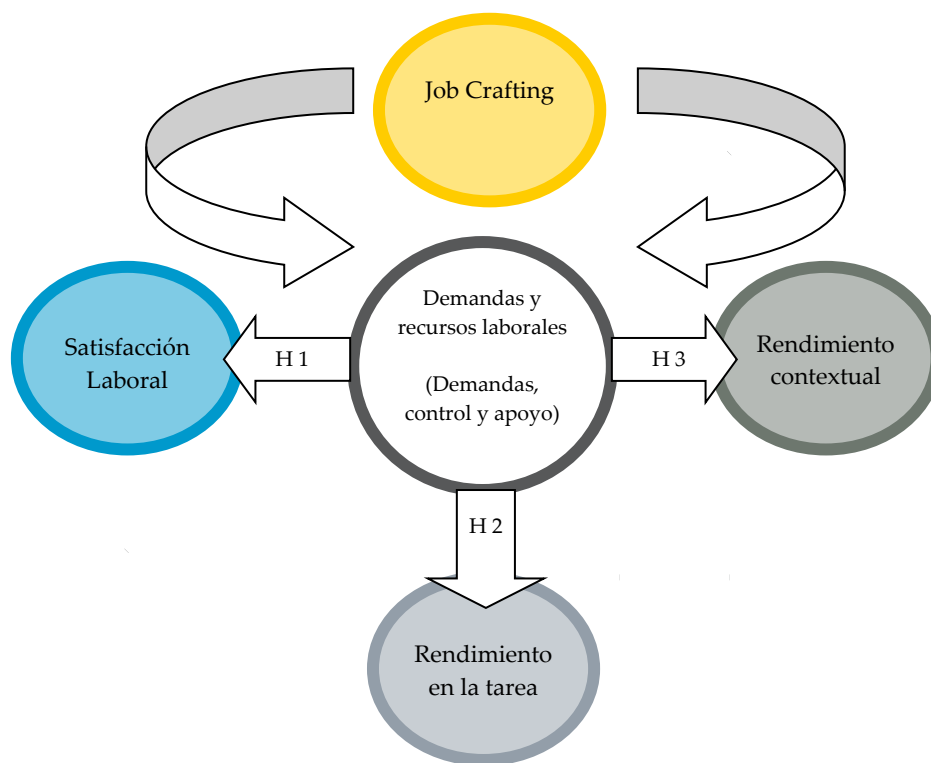 Job Crafting
Demandas y
recursos laborales
(Demandas,
control y apoyo)
Satisfacción
Laboral
H 1
H 3
Rendimiento
contextual
H 2
Rendimiento
en la tarea